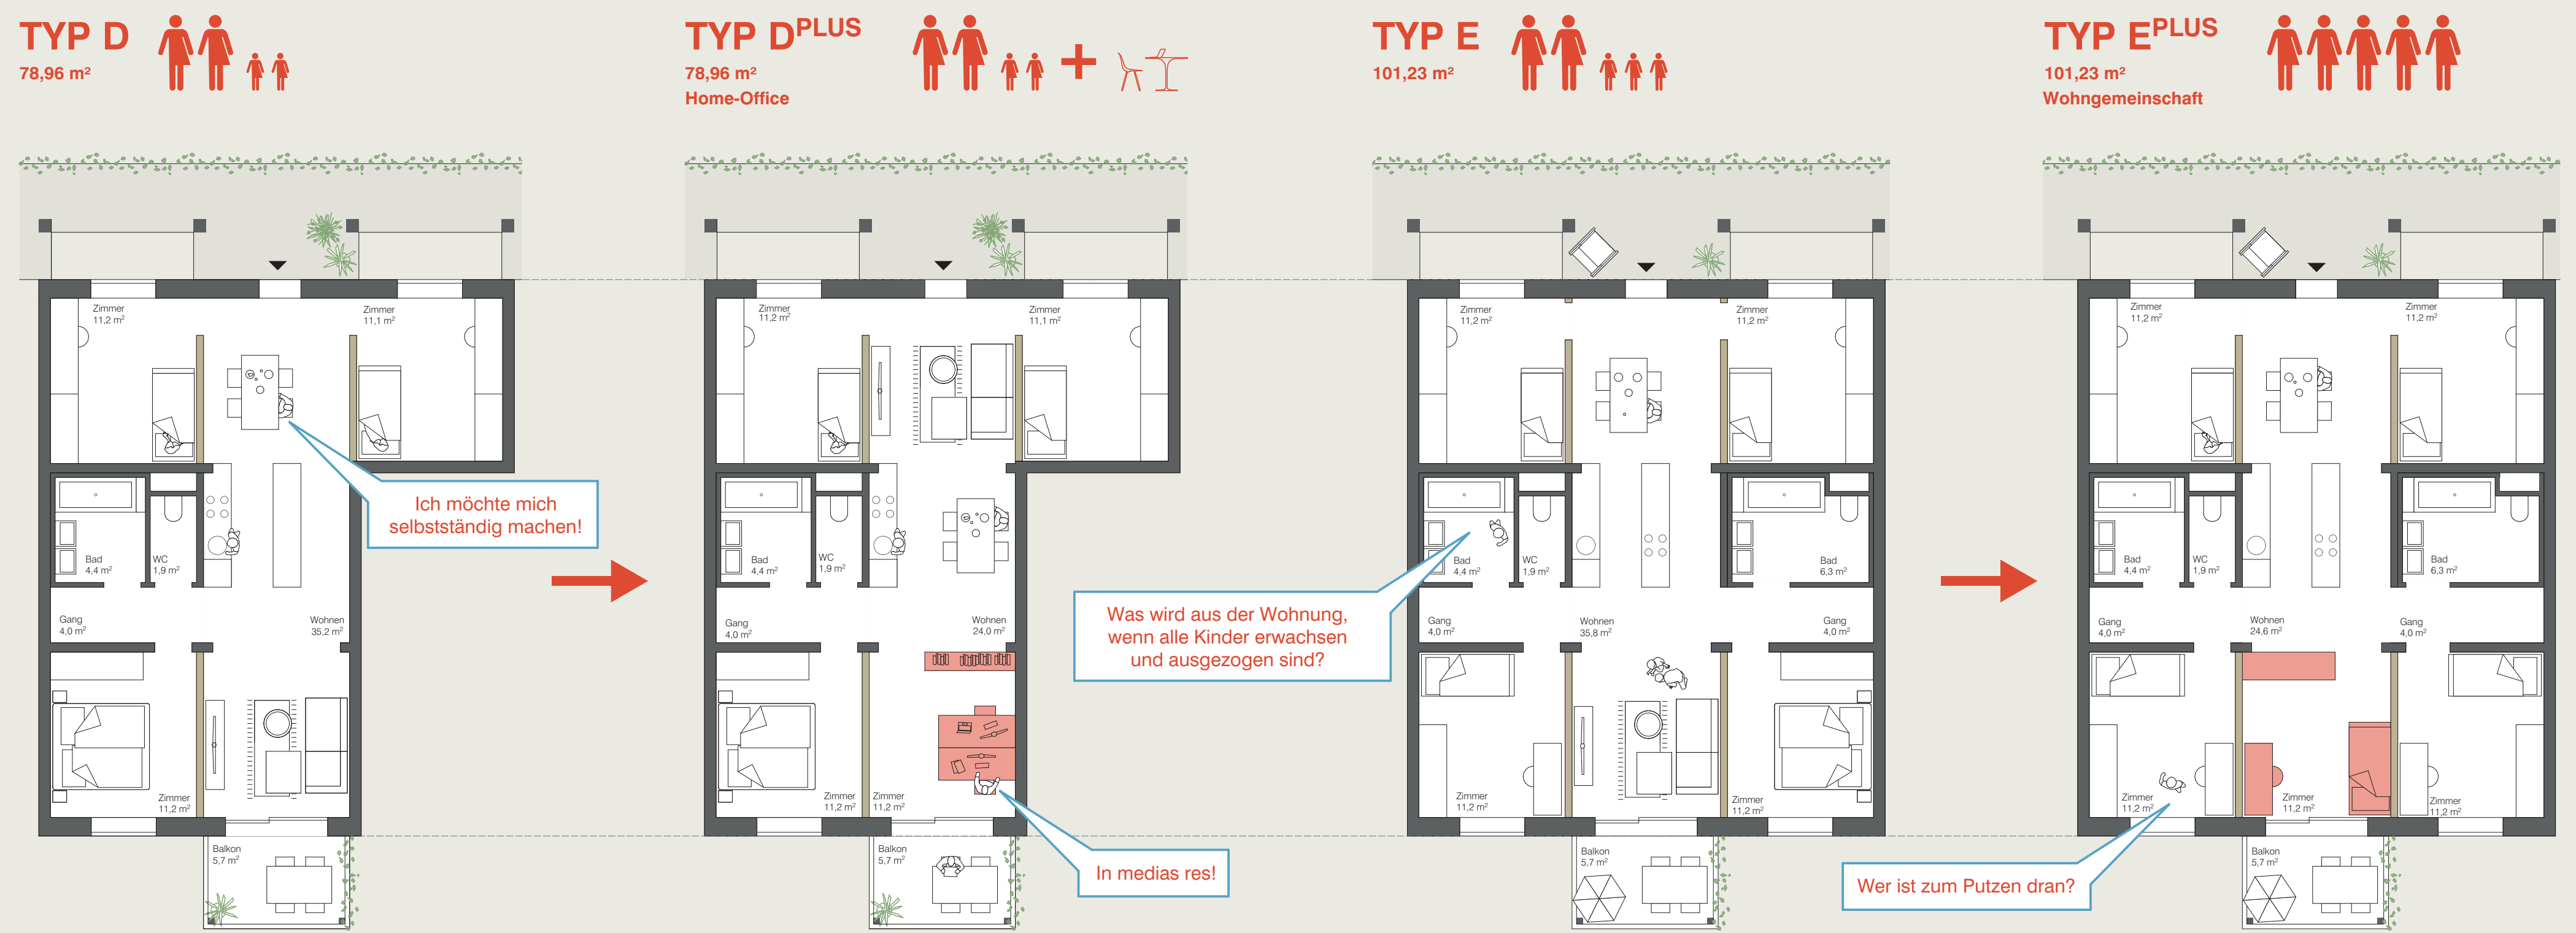 TYP D
78,96 m²
TYP DPLUS
78,96 m²
Home-Office
TYP E
101,23 m²
TYP EPLUS
101,23 m²
Wohngemeinschaft
Zimmer
11,2 m²
Zimmer
11,1 m²
Ich möchte mich
selbstständig machen!
Bad
4,4 m²
WC
1,9 m²
Gang
4,0 m²
Wohnen
35,2 m²
Zimmer
11,2 m²
Balkon
5,7 m²
Zimmer
11,2 m²
Zimmer
11,1 m²
Bad
4,4 m²
WC
1,9 m²
Gang
4,0 m²
Wohnen
24,0 m²
Zimmer
11,2 m²
Zimmer
11,2 m²
Balkon
5,7 m²
In medias res!
Zimmer
11,2 m²
Zimmer
11,2 m²
Bad
4,4 m²
WC
1,9 m²
Bad
6,3 m²
Was wird aus der Wohnung,
wenn alle Kinder erwachsen
und ausgezogen sind?
Gang
4,0 m²
Wohnen
35,8 m²
Gang
4,0 m²
Zimmer
11,2 m²
Zimmer
11,2 m²
Balkon
5,7 m²
Zimmer
11,2 m²
Zimmer
11,2 m²
Bad
4,4 m²
WC
1,9 m²
Bad
6,3 m²
Gang
4,0 m²
Wohnen
24,6 m²
Gang
4,0 m²
Zimmer
11,2 m²
Zimmer
11,2 m²
Zimmer
11,2 m²
Balkon
5,7 m²
Wer ist zum Putzen dran?